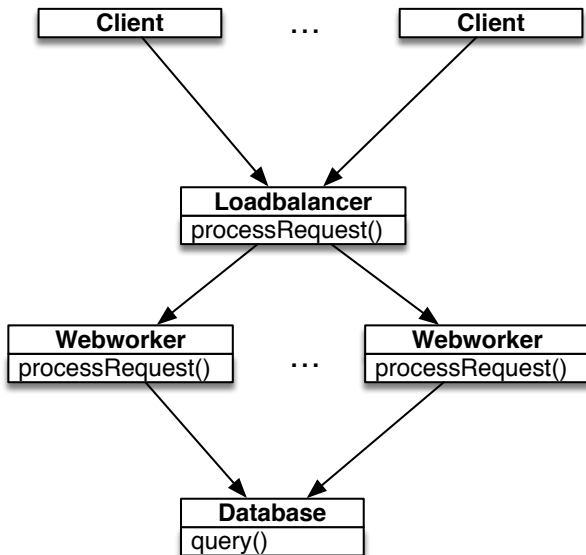 Client ... Client
Loadbalancer
processRequest()
Webworker ... Webworker
processRequest() processRequest()
Database
query()